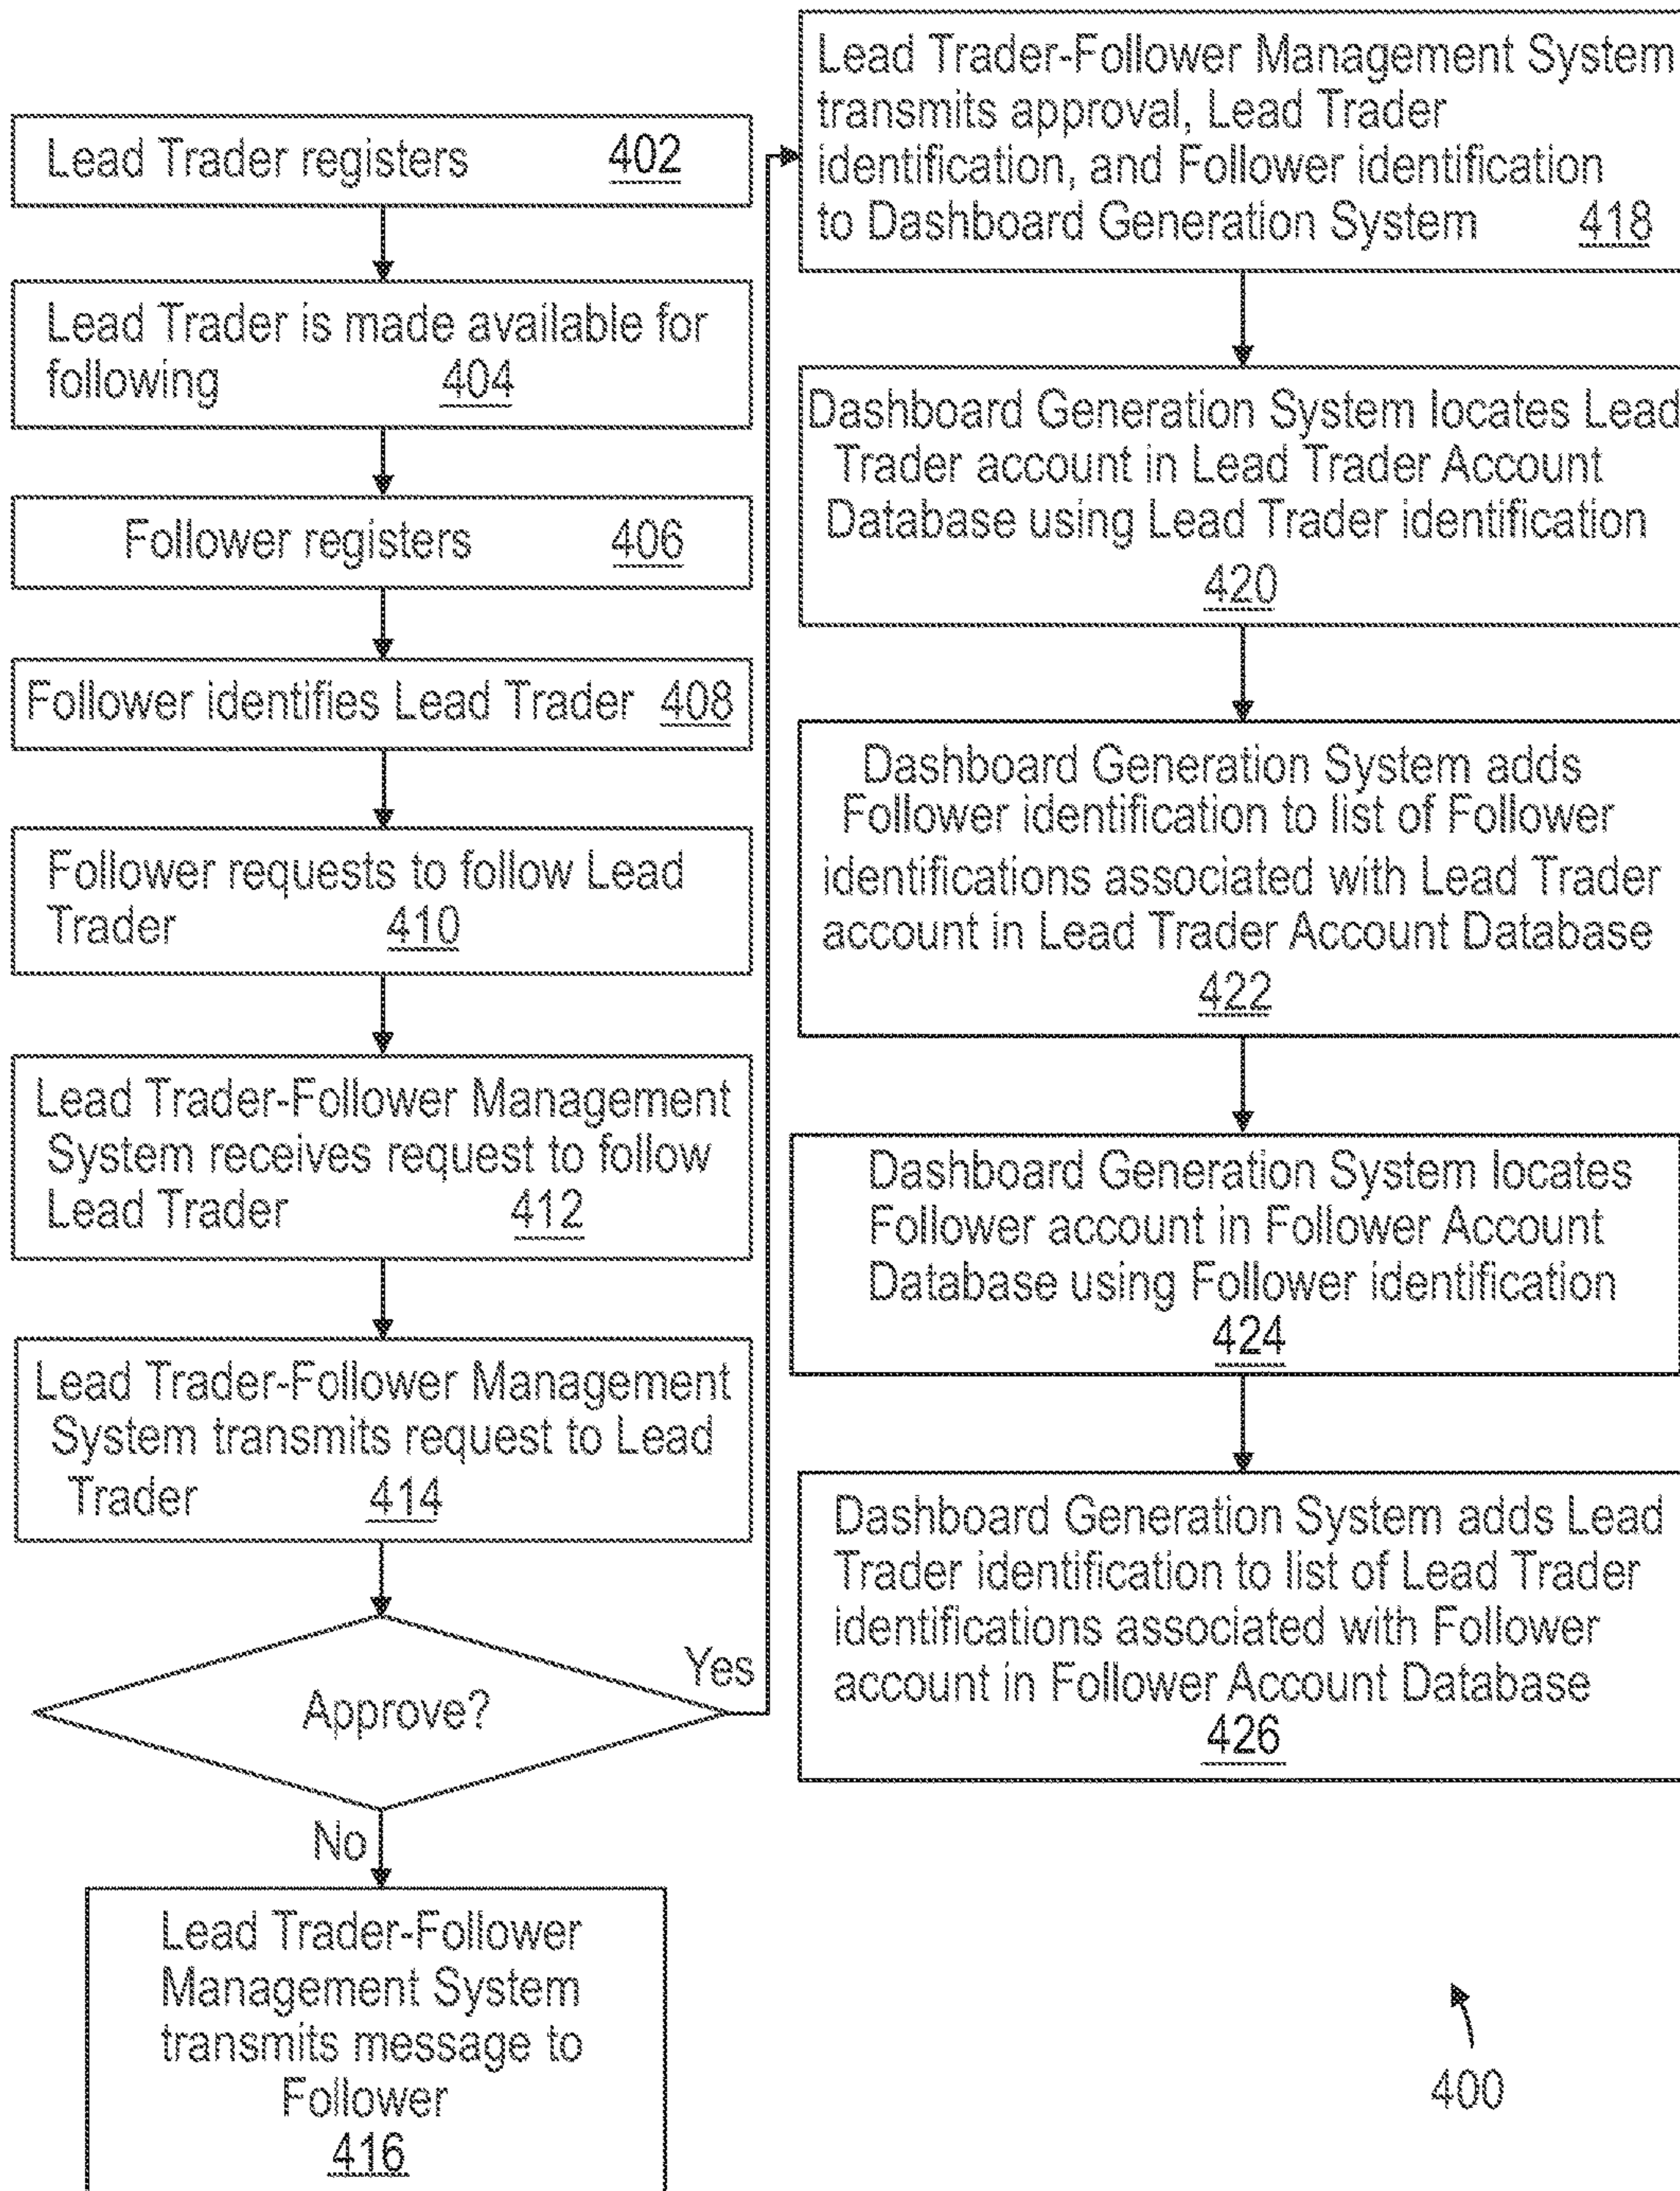 Lead Trader registers 402
Lead Trader is made available for
following 404
Follower registers 406
Follower identifies Lead Trader 408
Follower requests to follow Lead
Trader 410
Lead Trader-Follower Management
System receives request to follow
Lead Trader 412
Lead Trader-Follower Management
System transmits request to Lead
Trader 414
Approve?
Yes
No
Lead Trader-Follower
Management System
transmits message to
Follower
416
Lead Trader-Follower Management System
transmits approval, Lead Trader
identification, and Follower identification
to Dashboard Generation System 418
Dashboard Generation System locates Lead
Trader account in Lead Trader Account
Database using Lead Trader identification
420
Dashboard Generation System adds
Follower identification to list of Follower
identifications associated with Lead Trader
account in Lead Trader Account Database
422
Dashboard Generation System locates
Follower account in Follower Account
Database using Follower identification
424
Dashboard Generation System adds Lead
Trader identification to list of Lead Trader
identifications associated with Follower
account in Follower Account Database
426
400